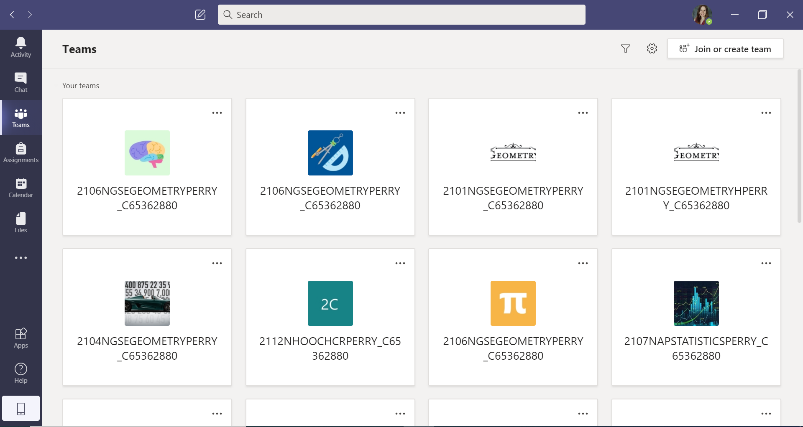 Search
Activity
Chat
Teams
Assignments
Calendar
Files
Apps
Help
Teams
Join or create team
Your teams
2106NGSEGEOMETRYPERRY
_C65362880
2106NGSEGEOMETRYPERRY
_C65362880
GEOMETRY
2101NGSEGEOMETRYPERRY
_C65362880
GEOMETRY
2101NGSEGEOMETRYHPERR
Y_C65362880
400 875 22 35
55 34 900 7,000
2104NGSEGEOMETRYPERRY
_C65362880
2C
2112NHOOCHCRPERRY_C65
362880
π
2106NGSEGEOMETRYPERRY
_C65362880
2107NAPSTATISTICSPERRY_C
65362880